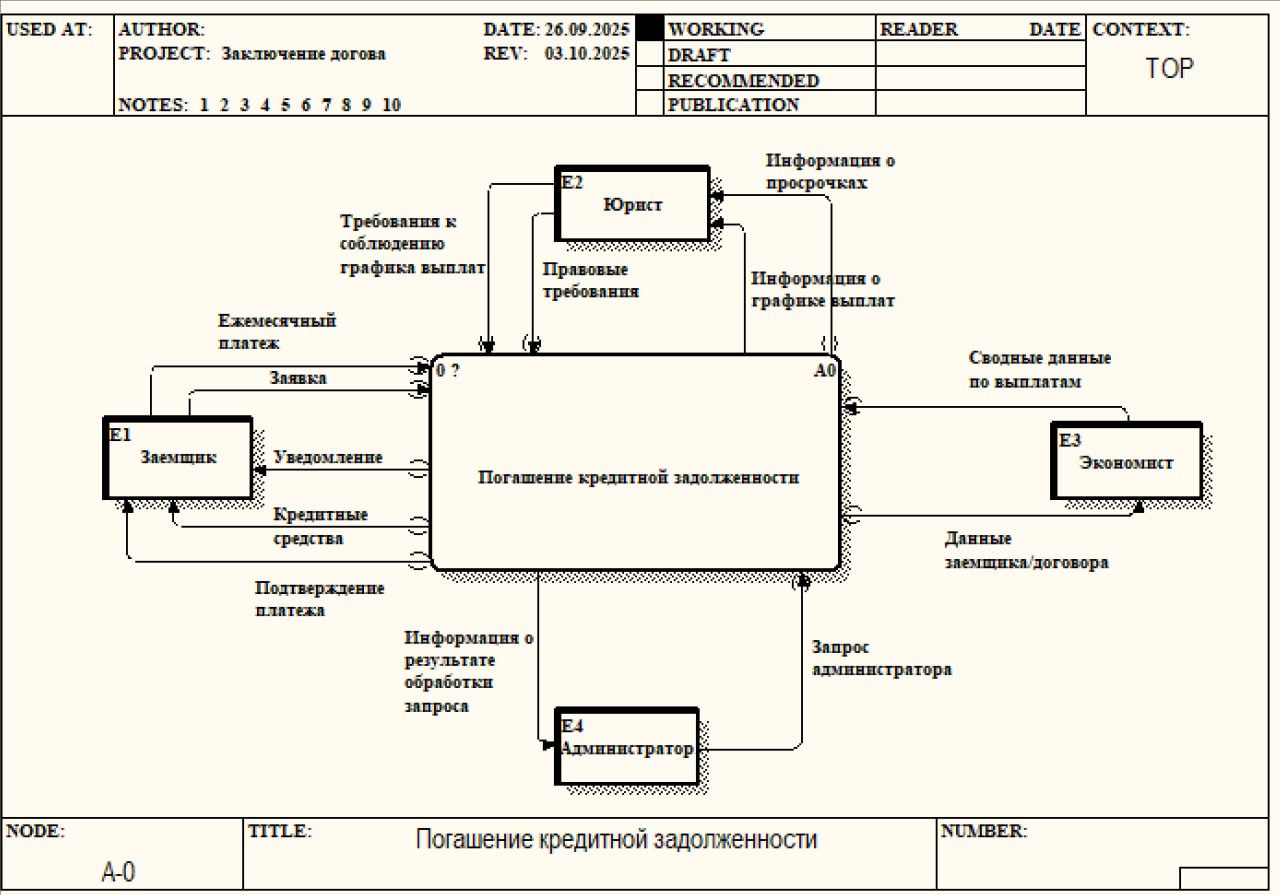 USED AT:
AUTHOR:
DATE: 26.09.2025
PROJECT: Заключение догова
REV: 03.10.2025
NOTES: 1 2 3 4 5 6 7 8 9 10
WORKING
DRAFT
RECOMMENDED
PUBLICATION
READER DATE
CONTEXT:
TOP
E2
Юрист
Информация о
просрочках
Требования к
соблюдению
графика выплат
Правовые
требования
Информация о
графике выплат
Ежемесячный
платеж
Заявка
0 ?
A0
Сводные данные
по выплатам
E1
Заемщик
Уведомление
Погашение кредитной задолженности
E3
Экономист
Кредитные
средства
Данные
заемщика/договора
Подтверждение
платежа
Информация о
результате
обработки
запроса
Запрос
администратора
E4
Администратор
NODE:
A-0
TITLE:
Погашение кредитной задолженности
NUMBER: